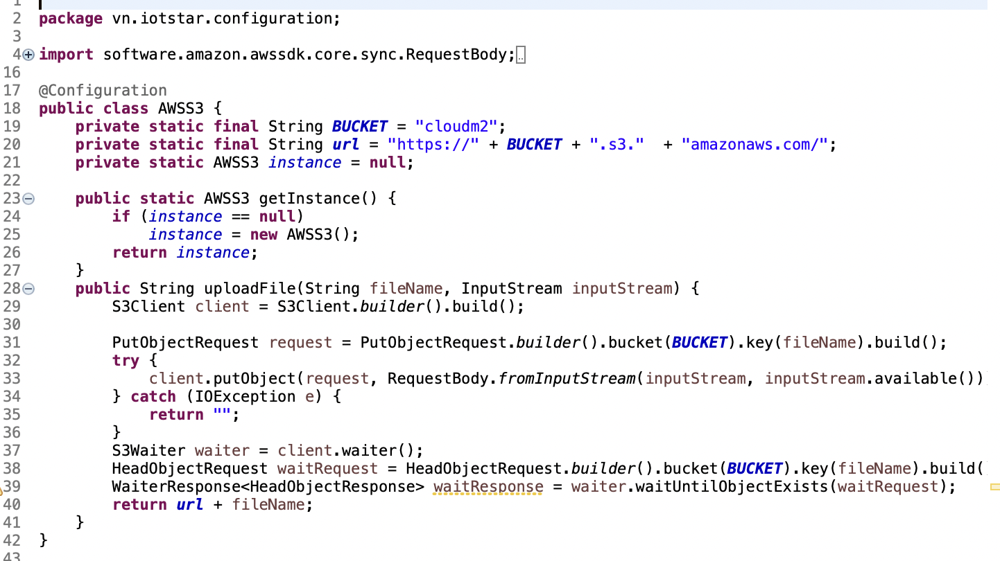 1
2 package vn.iotstar.configuration;
3
4 import software.amazon.awssdk.core.sync.RequestBody;
16
17 @Configuration
18 public class AWSS3 {
19     private static final String BUCKET = "cloudm2";
20     private static final String url = "https://" + BUCKET + ".s3."  + "amazonaws.com/";
21     private static AWSS3 instance = null;
22
23     public static AWSS3 getInstance() {
24         if (instance == null)
25             instance = new AWSS3();
26         return instance;
27     }
28     public String uploadFile(String fileName, InputStream inputStream) {
29         S3Client client = S3Client.builder().build();
30
31         PutObjectRequest request = PutObjectRequest.builder().bucket(BUCKET).key(fileName).build();
32         try {
33             client.putObject(request, RequestBody.fromInputStream(inputStream, inputStream.available())
34         } catch (IOException e) {
35             return "";
36         }
37         S3Waiter waiter = client.waiter();
38         HeadObjectRequest waitRequest = HeadObjectRequest.builder().bucket(BUCKET).key(fileName).build(
39         WaiterResponse<HeadObjectResponse> waitResponse = waiter.waitUntilObjectExists(waitRequest);
40         return url + fileName;
41     }
42 }
43